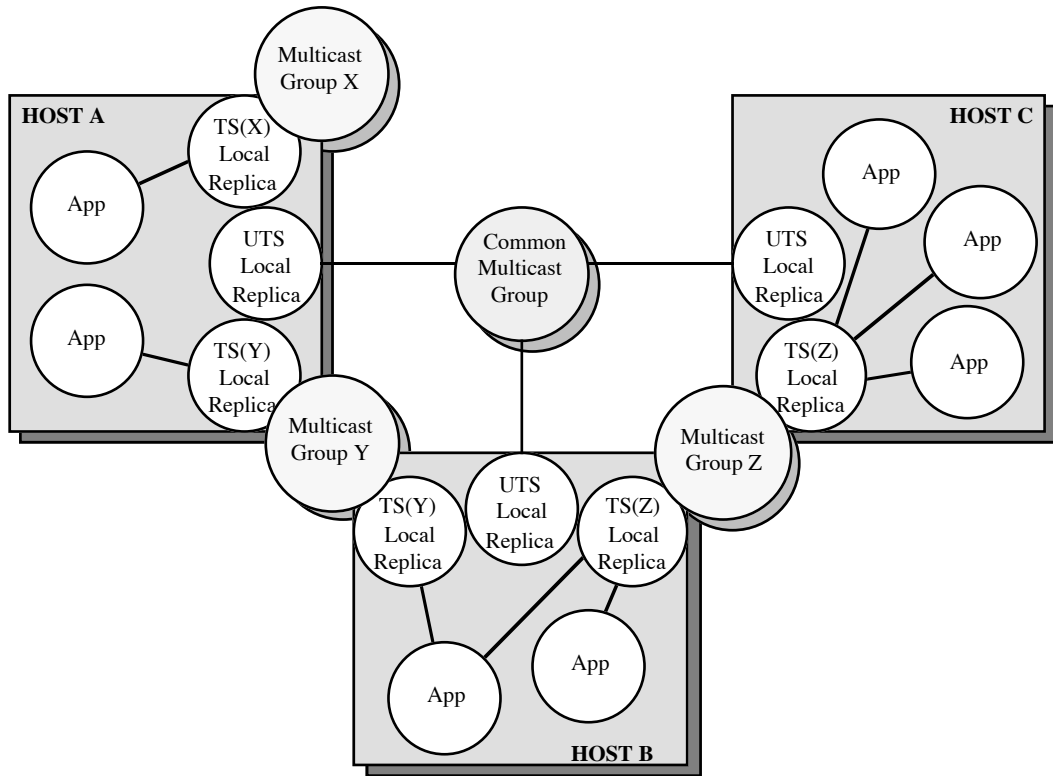 Multicast
Group X
HOST A
TS(X)
Local
Replica
App
UTS
Local
Replica
App
TS(Y)
Local
Replica
Multicast
Group Y
Common
Multicast
Group
HOST C
App
App
UTS
Local
Replica
App
TS(Z)
Local
Replica
Multicast
Group Z
TS(Y)
Local
Replica
UTS
Local
Replica
TS(Z)
Local
Replica
App
App
HOST B